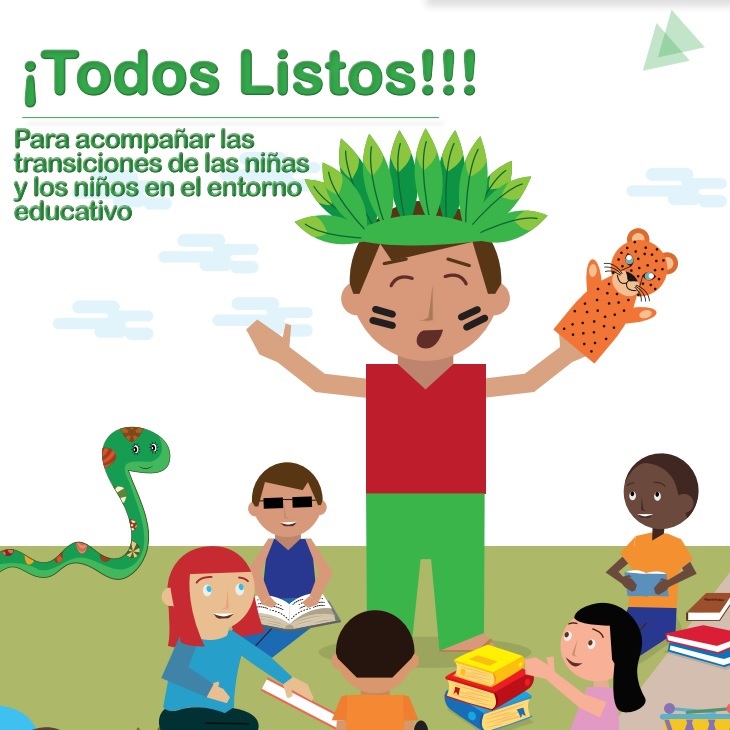 ¡Todos Listos!!!
Para acompañar las
transiciones de las niñas
y los niños en el entorno
educativo